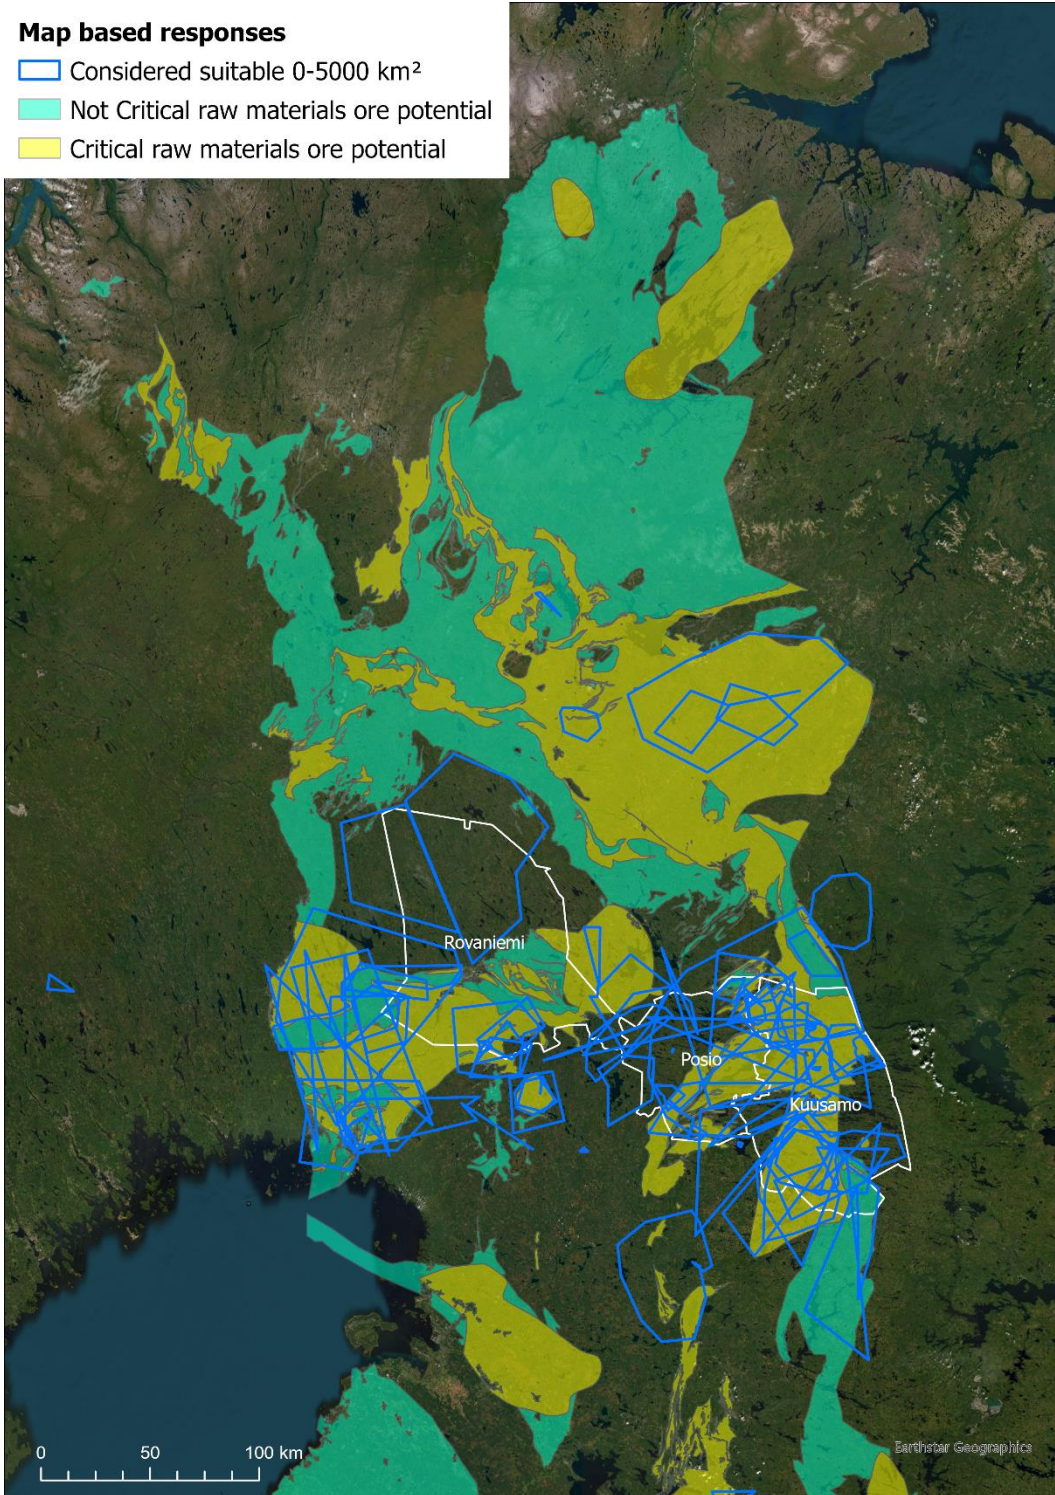 Map based responses
Considered suitable 0-5000 km²
Not Critical raw materials ore potential
Critical raw materials ore potential
Rovaniemi
Posio
Kuusamo
0 50 100 km
Earthstar Geographics